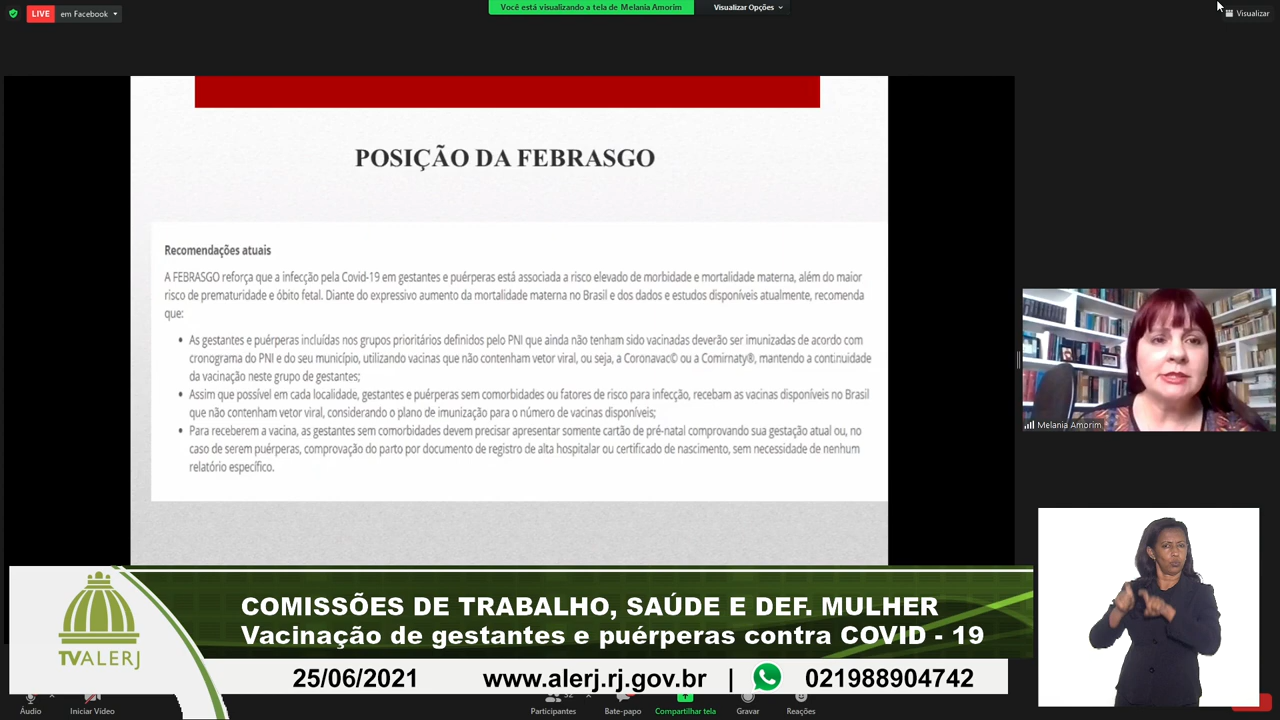 LIVE em Facebook
Você está visualizando a tela de Melania Amorim
Visualizar Opções
Visualizar
POSIÇÃO DA FEBRASGO
Recomendações atuais
A FEBRASGO reforça que a infecção pela Covid-19 em gestantes e puérperas está associada a risco elevado de morbidade e mortalidade materna, além do maior
risco de prematuridade e óbito fetal. Diante do expressivo aumento da mortalidade materna no Brasil e dos dados e estudos disponíveis atualmente, recomenda
que:
• As gestantes e puérperas incluídas nos grupos prioritários definidos pelo PNI que ainda não tenham sido vacinadas deverão ser imunizadas de acordo com
cronograma do PNI e do seu município, utilizando vacinas que não contenham vetor viral, ou seja, a Coronavac© ou a Comirnaty®, mantendo a continuidade
da vacinação neste grupo de gestantes;
• Assim que possível em cada localidade, gestantes e puérperas sem comorbidades ou fatores de risco para infecção, recebam as vacinas disponíveis no Brasil
que não contenham vetor viral, considerando o plano de imunização para o número de vacinas disponíveis;
• Para receberem a vacina, as gestantes sem comorbidades devem precisar apresentar somente cartão de pré-natal comprovando sua gestação atual ou, no
caso de serem puérperas, comprovação do parto por documento de registro de alta hospitalar ou certificado de nascimento, sem necessidade de nenhum
relatório específico.
Melania Amorim
COMISSÕES DE TRABALHO, SAÚDE E DEF. MULHER
Vacinação de gestantes e puérperas contra COVID - 19
TVALERJ
25/06/2021 www.alerj.rj.gov.br | 021988904742
Áudio
Iniciar Vídeo
Participantes
Bate-papo
Compartilhar tela
Gravar
Reações